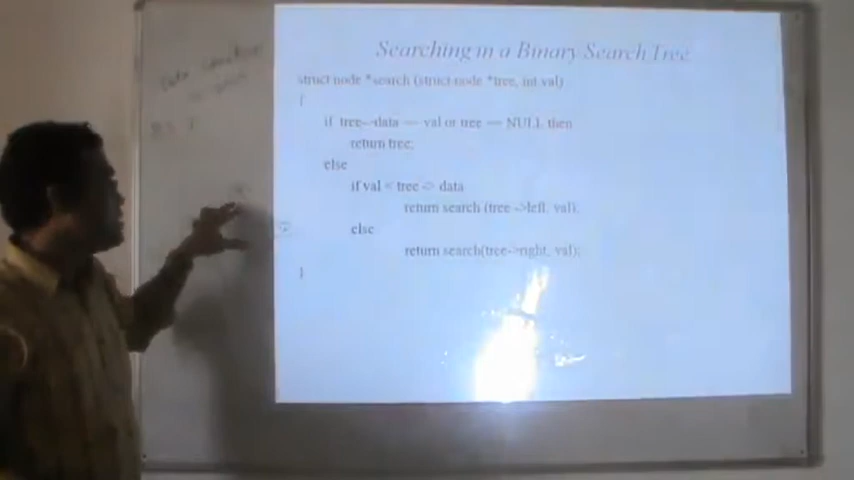 Searching in a Binary Search Tree
struct node *search (struct node *tree, int val)
{
if tree->data == val or tree == NULL then
return tree;
else
if val < tree -> data
return search (tree ->left, val);
else
return search(tree->right, val);
}